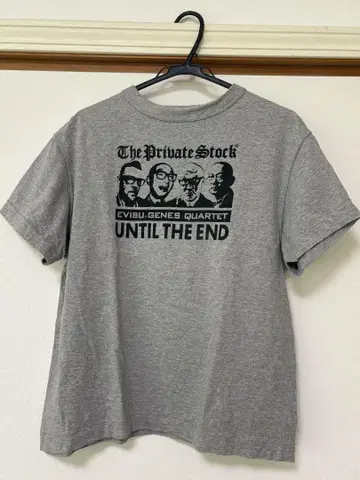 The Private Stock
EVISU-GENES QUARTET
UNTIL THE END